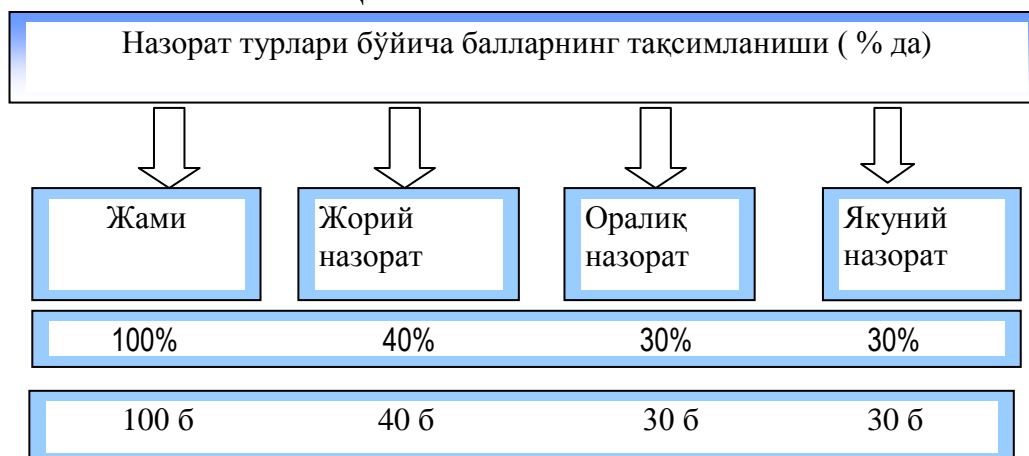 Назорат турлари бўйича балларнинг тақсимланиши ( % да)
Жами
Жорий
назорат
Оралиқ
назорат
Якуний
назорат
100% 40% 30% 30%
100 б 40 б 30 б 30 б